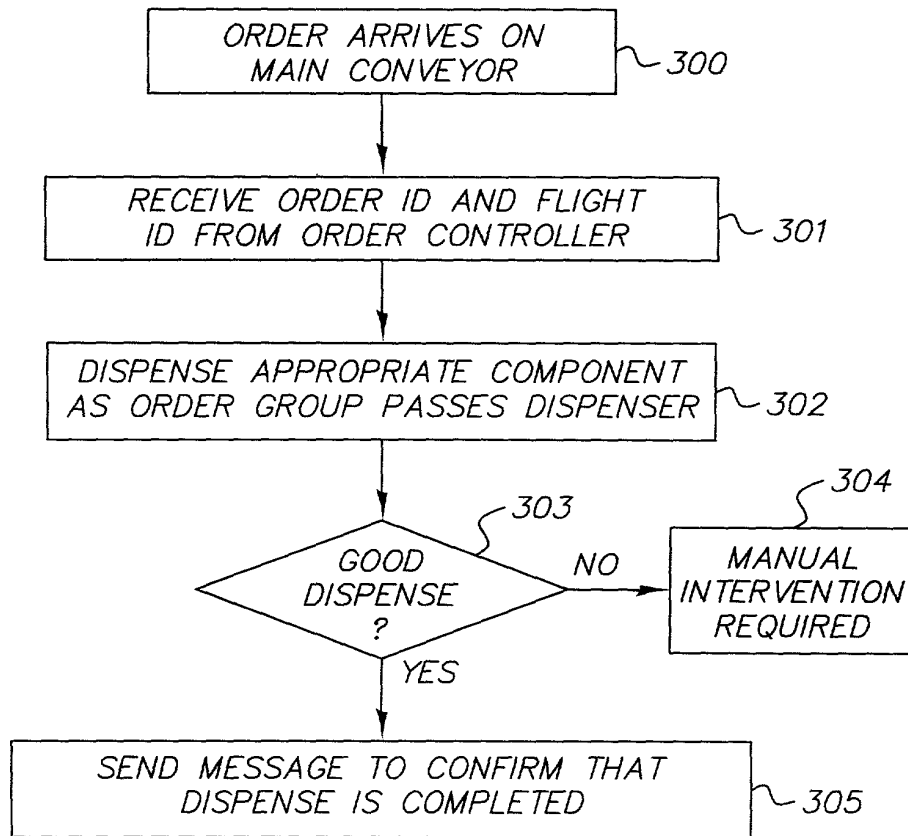 ORDER ARRIVES ON
MAIN CONVEYOR
300
RECEIVE ORDER ID AND FLIGHT
ID FROM ORDER CONTROLLER
301
DISPENSE APPROPRIATE COMPONENT
AS ORDER GROUP PASSES DISPENSER
302
303
GOOD
DISPENSE
?
NO
304
MANUAL
INTERVENTION
REQUIRED
YES
SEND MESSAGE TO CONFIRM THAT
DISPENSE IS COMPLETED
305